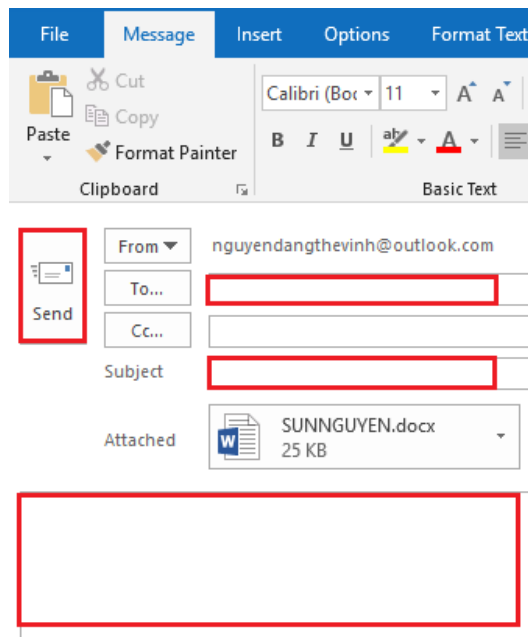 File Message Insert Options Format Text
Cut
Calibri (Boc 11 A A
Copy
Paste
Format Painter
B I U ab A
Clipboard Basic Text
From nguyendangthevinh@outlook.com
To...
Send
Cc...
Subject
SUNNGUYEN.docx
Attached W
25 KB